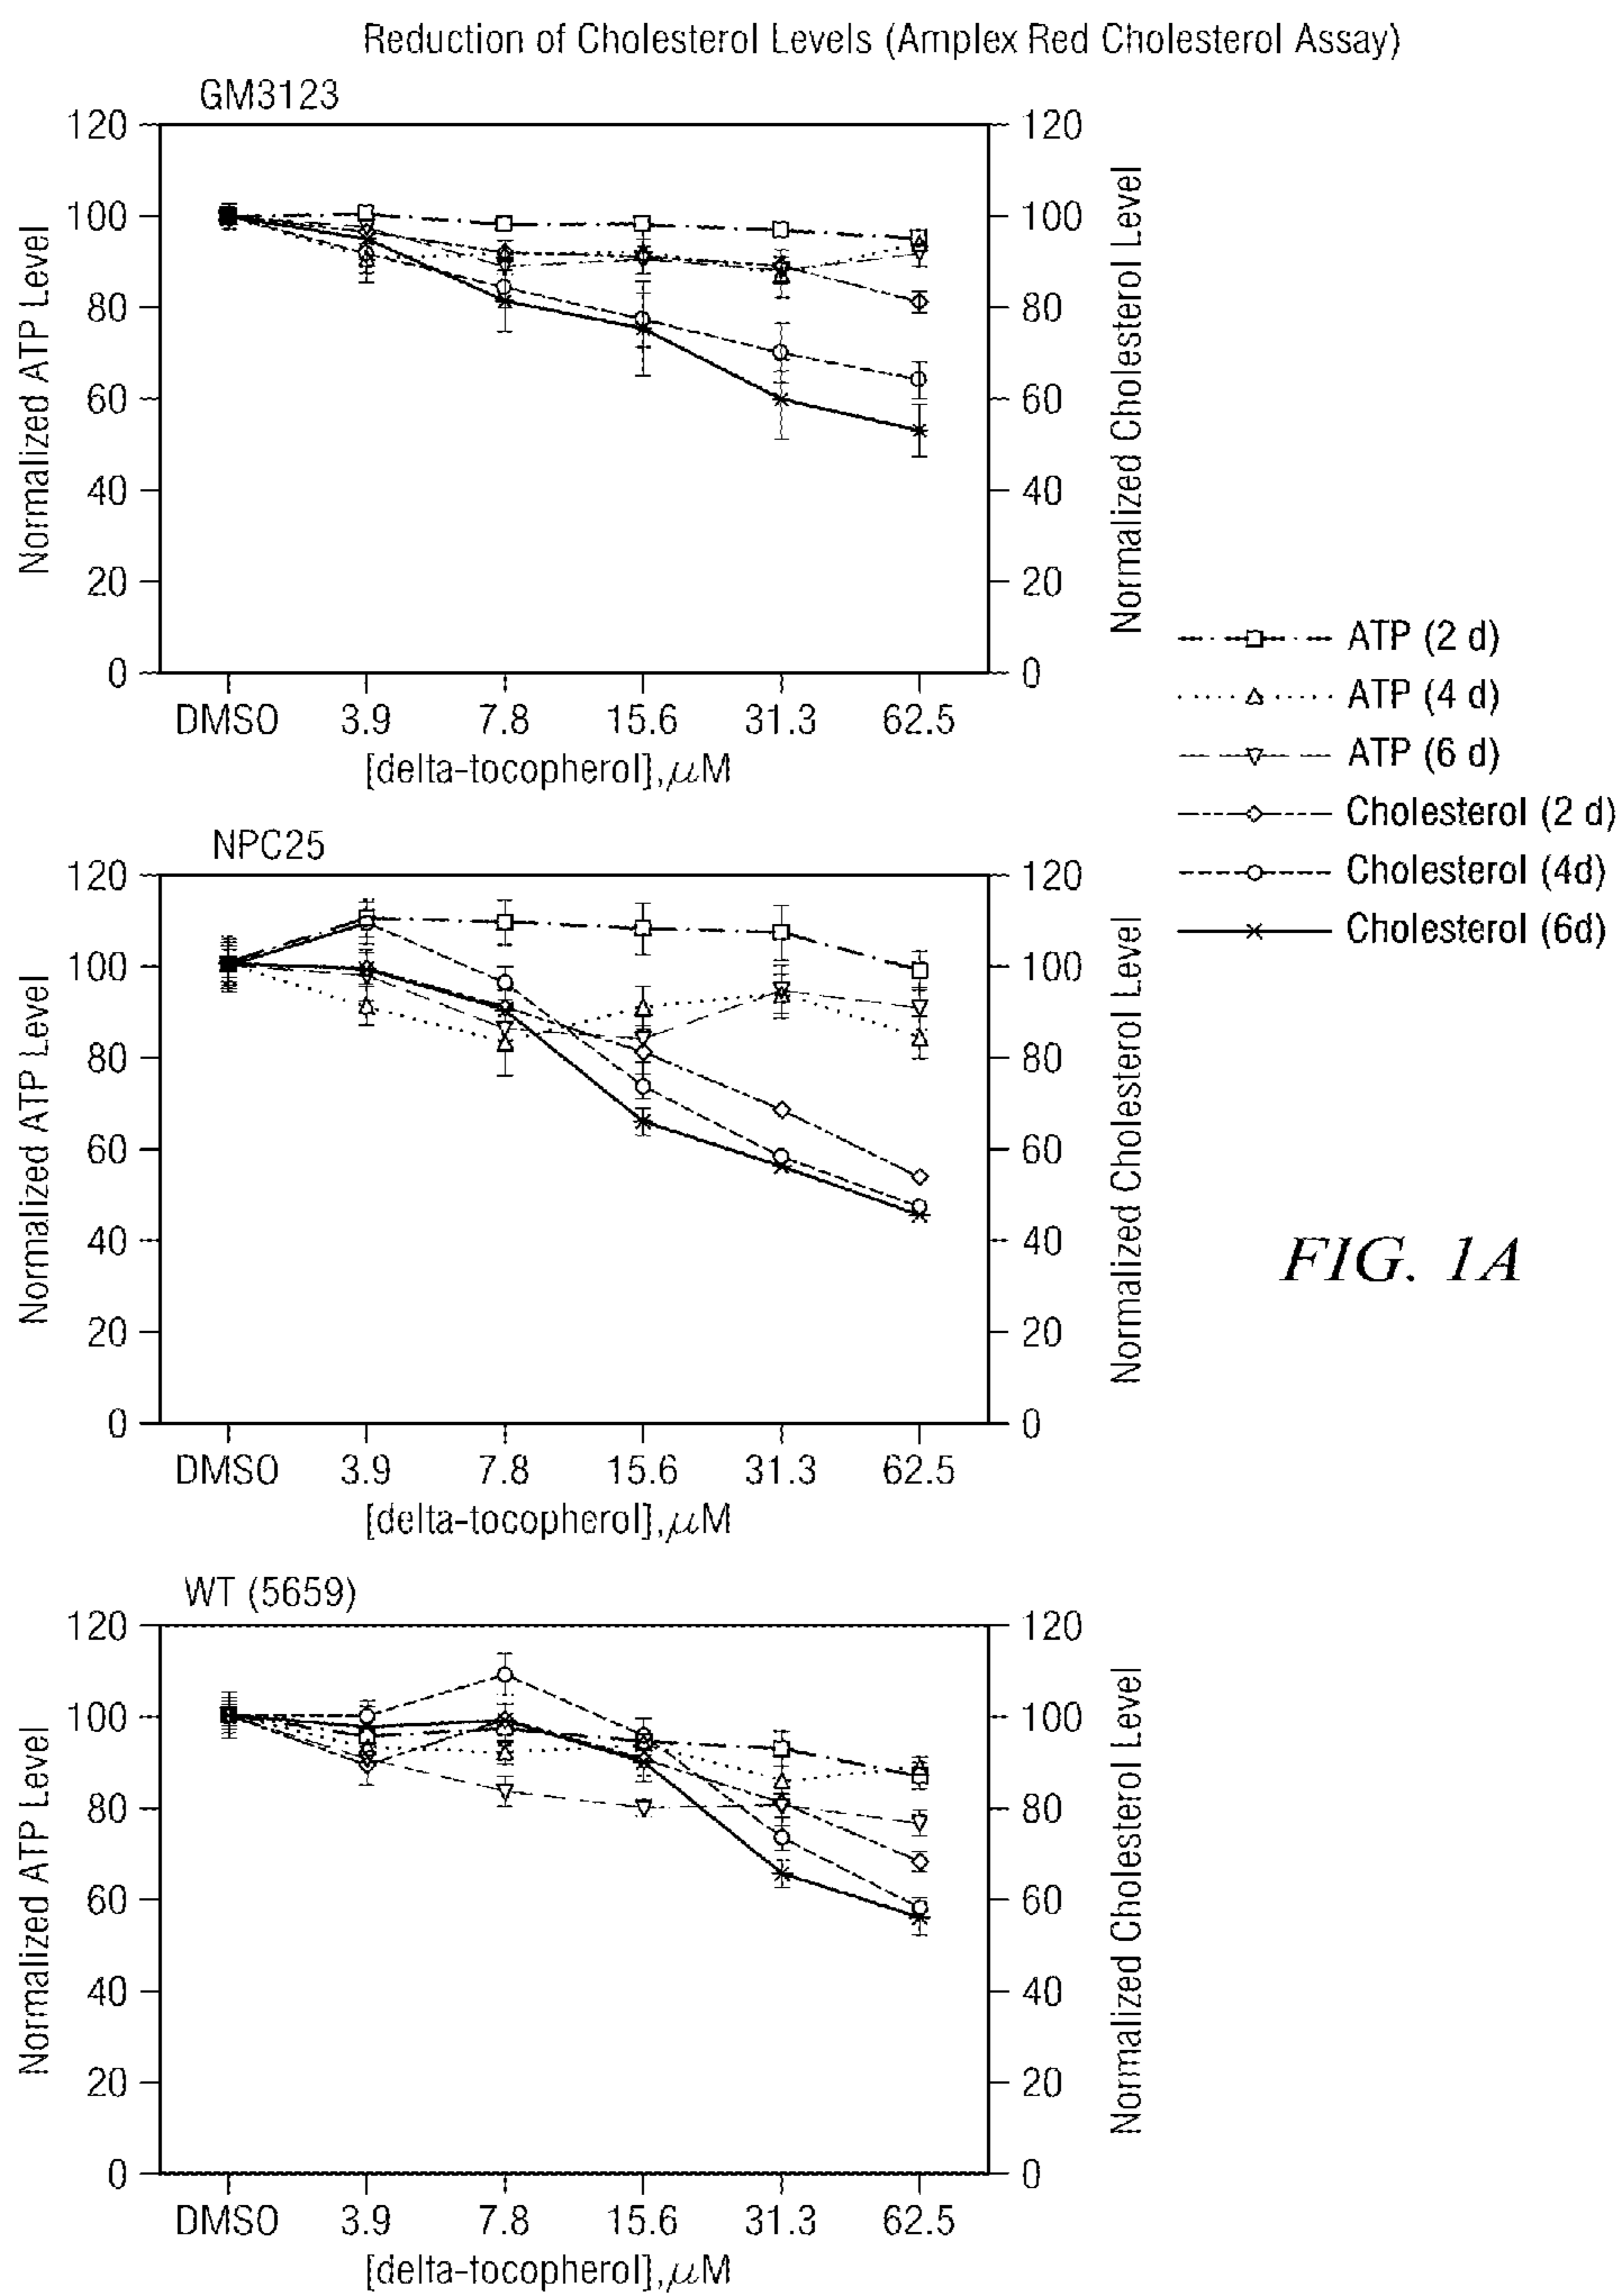 Reduction of Cholesterol Levels (Amplex Red Cholesterol Assay)
GM3123
120
100
80
60
40
20
0
Normalized ATP Level
120
100
80
60
40
20
0
Normalized Cholesterol Level
DMSO 3.9 7.8 15.6 31.3 62.5
[delta-tocopherol], μM
ATP (2 d)
ATP (4 d)
ATP (6 d)
Cholesterol (2 d)
Cholesterol (4d)
Cholesterol (6d)
NPC25
120
100
80
60
40
20
0
Normalized ATP Level
120
100
80
60
40
20
0
Normalized Cholesterol Level
DMSO 3.9 7.8 15.6 31.3 62.5
[delta-tocopherol], μM
FIG. 1A
WT (5659)
120
100
80
60
40
20
0
Normalized ATP Level
120
100
80
60
40
20
0
Normalized Cholesterol Level
DMSO 3.9 7.8 15.6 31.3 62.5
[delta-tocopherol], μM